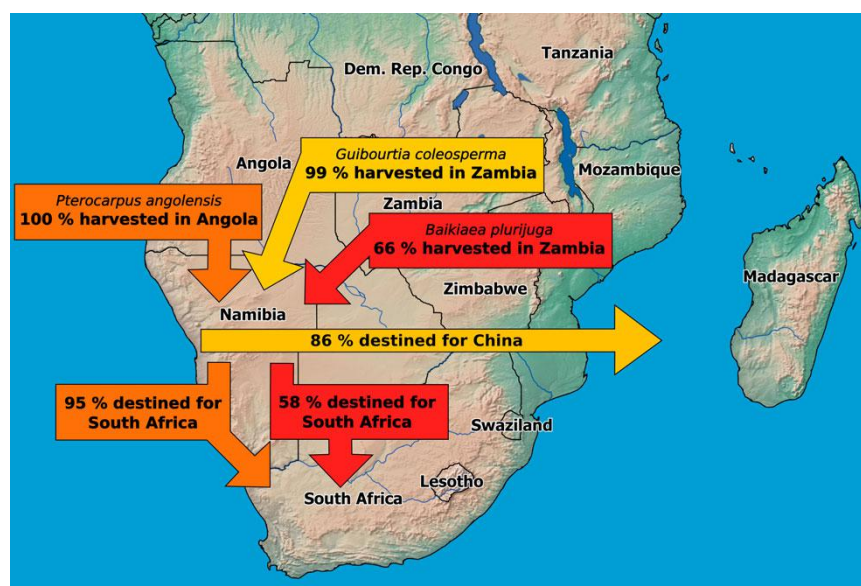 Tanzania
Dem. Rep. Congo
Angola
Guibourtia coleosperma
99 % harvested in Zambia
Mozambique
Pterocarpus angolensis
100 % harvested in Angola
Zambia
Baikiaea plurijuga
66 % harvested in Zambia
Madagascar
Zimbabwe
Namibia
86 % destined for China
95 % destined for
South Africa
58 % destined for
South Africa
Swaziland
Lesotho
South Africa